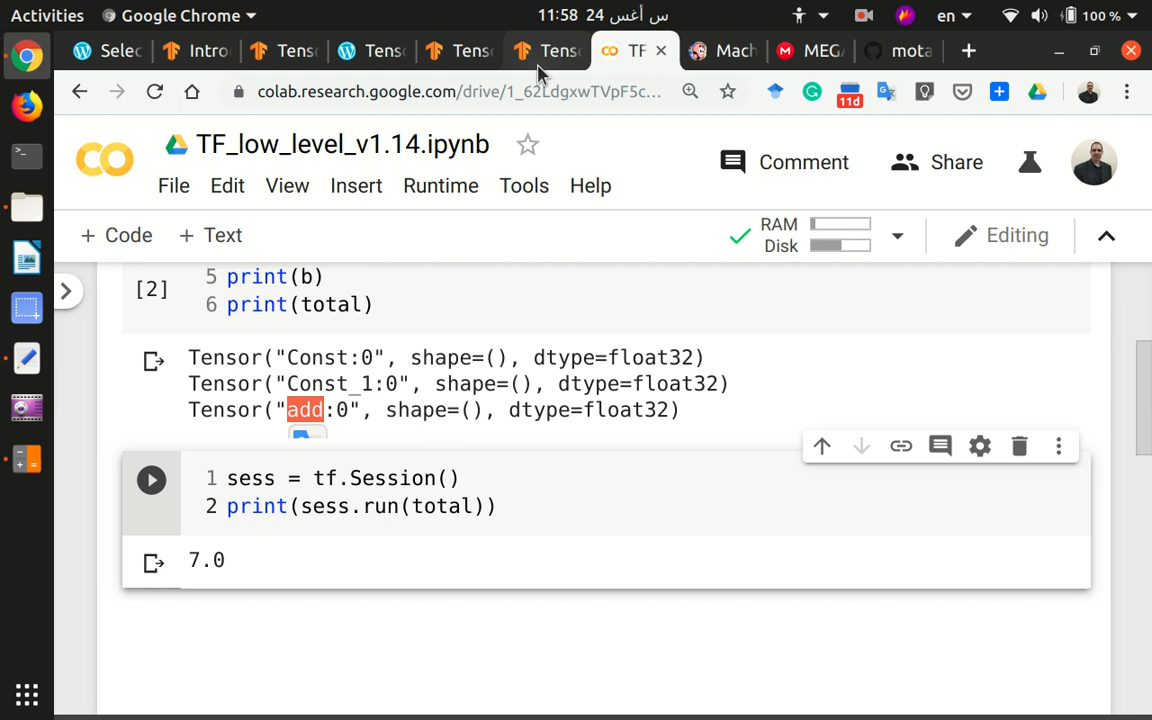 Activities Google Chrome 11:58 24 س أغس en 100 %
Selec Intro Tens Tens Tens Tens TF Mach MEGA mota
colab.research.google.com/drive/1_62LdgxwTVpF5c... 11d
TF_low_level_v1.14.ipynb
Comment Share
File Edit View Insert Runtime Tools Help
+ Code + Text RAM Disk Editing
5 print(b)
[2] 6 print(total)
Tensor("Const:0", shape=(), dtype=float32)
Tensor("Const_1:0", shape=(), dtype=float32)
Tensor("add:0", shape=(), dtype=float32)
1 sess = tf.Session()
2 print(sess.run(total))
7.0